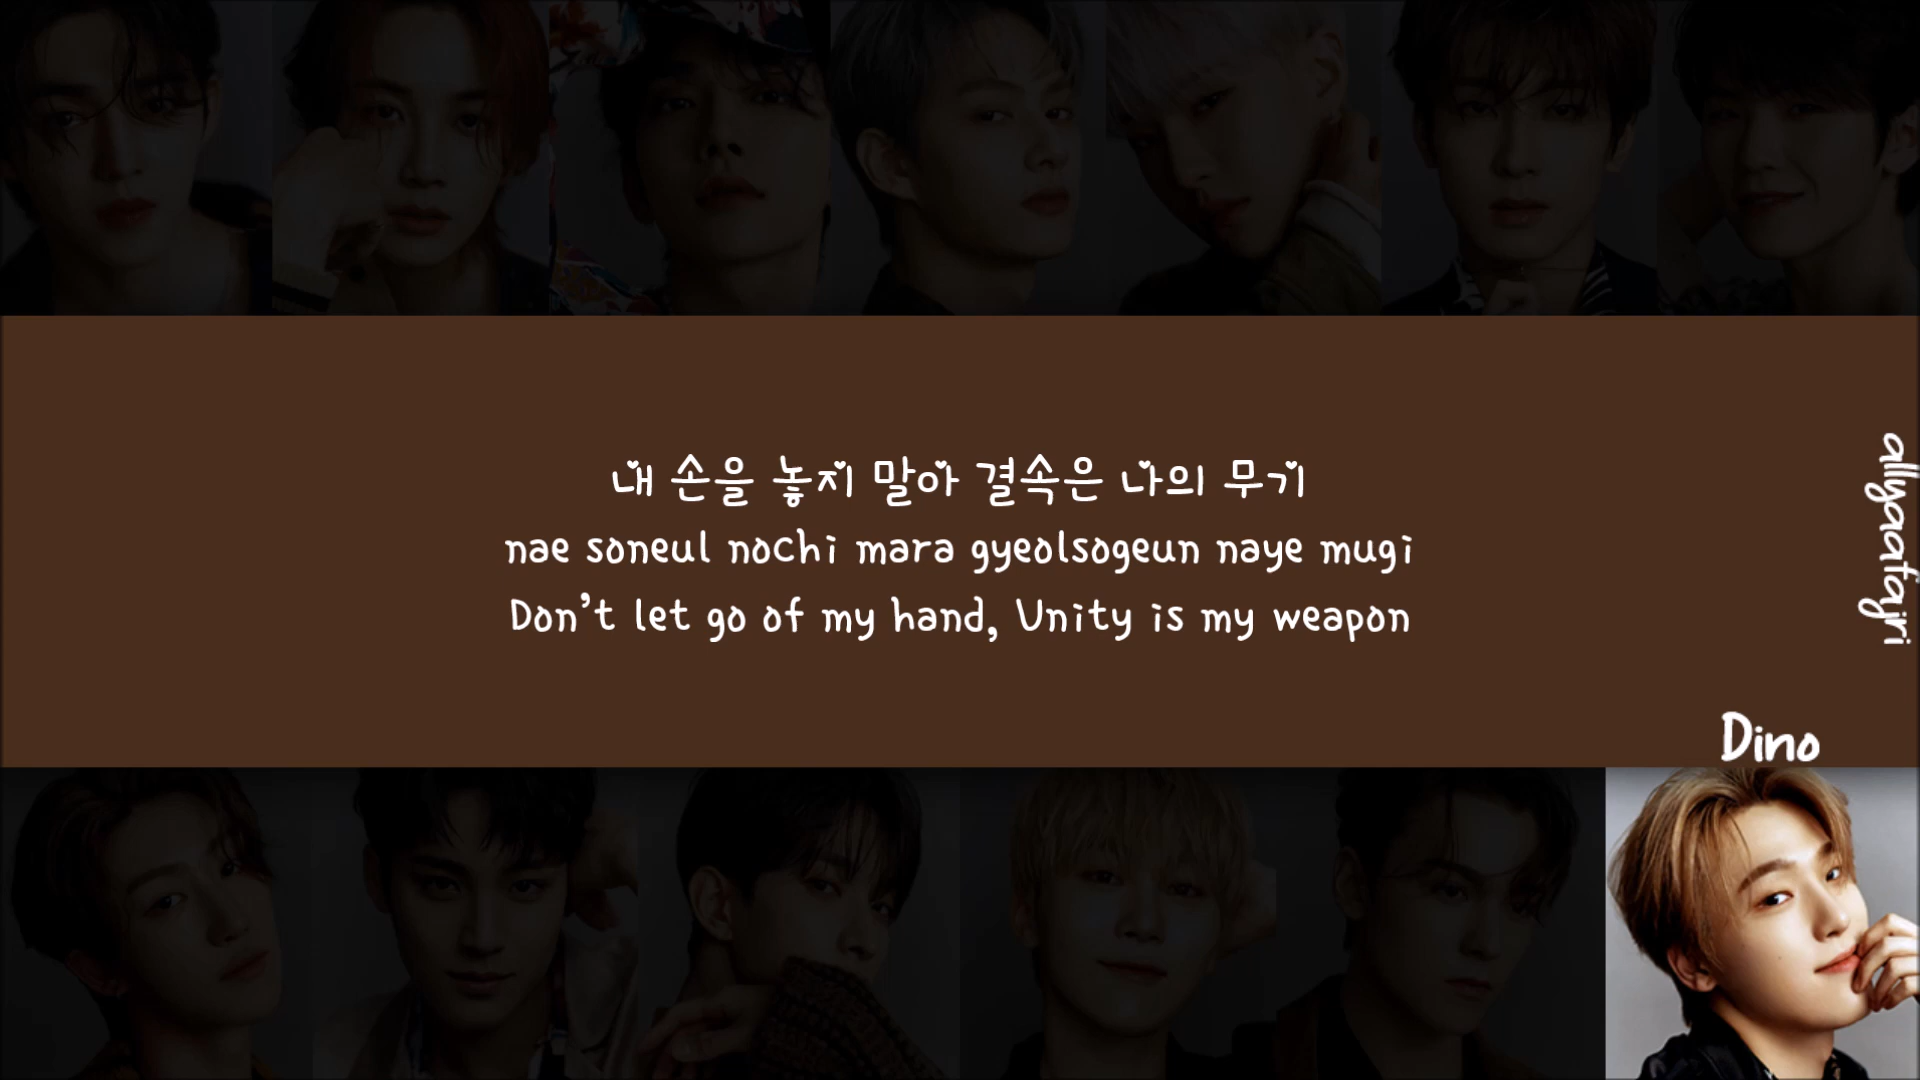 내 손을 놓지 말아 결속은 나의 무기
nae soneul nochi mara gyeolsogeun naye mugi
Don't let go of my hand, Unity is my weapon
allyaafajri
Dino